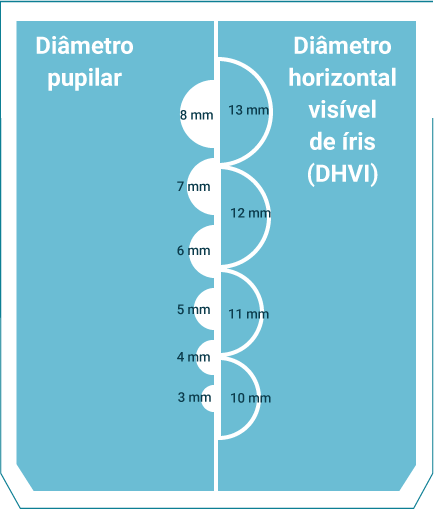 Diâmetro
pupilar
8 mm
7 mm
6 mm
5 mm
4 mm
3 mm
Diâmetro
horizontal
visível
de íris
(DHVI)
13 mm
12 mm
11 mm
10 mm